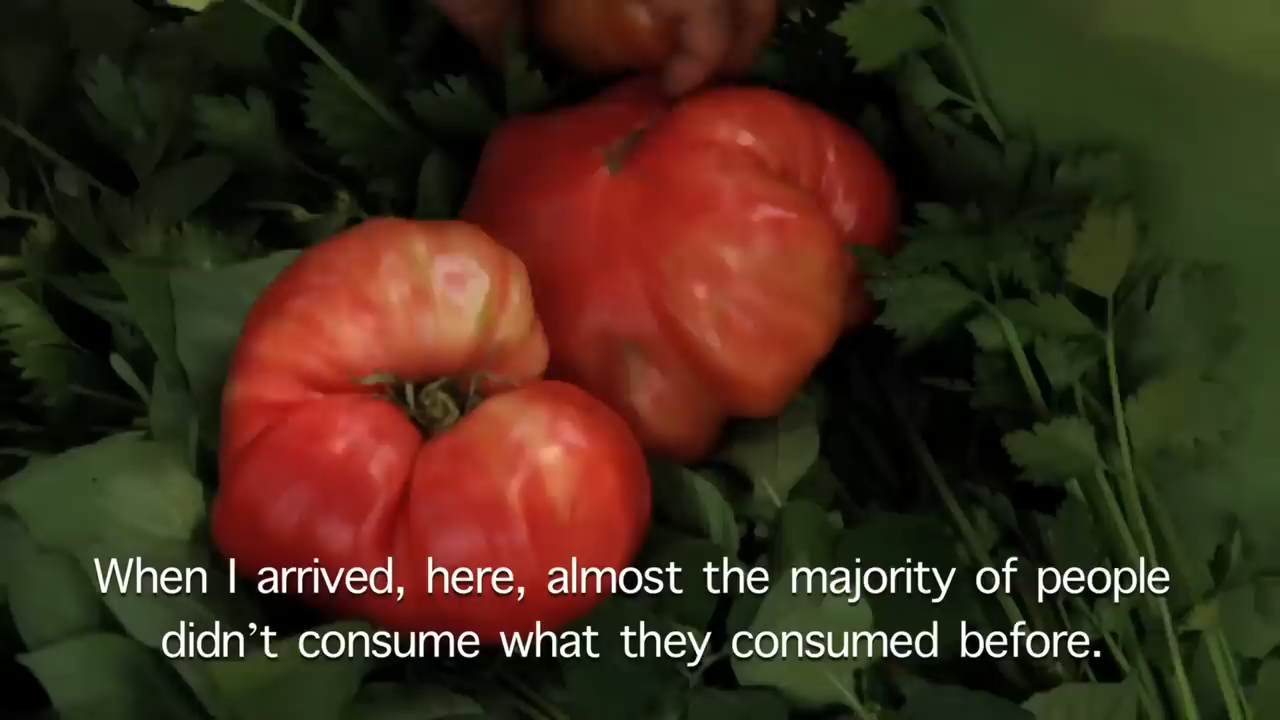 When I arrived, here, almost the majority of people
didn’t consume what they consumed before.